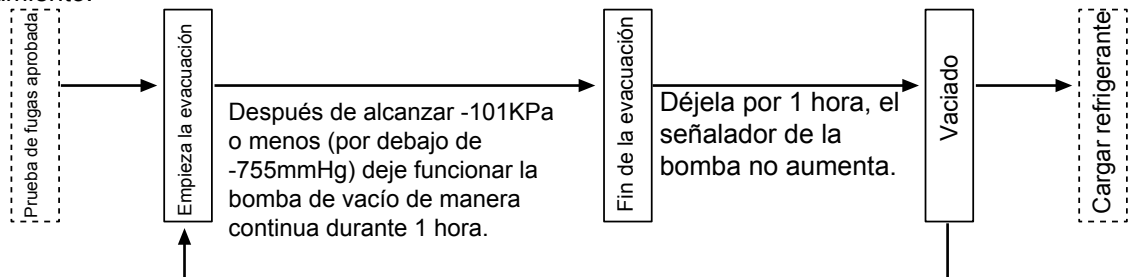 Prueba de fugas aprobada
Empieza la evacuación
Después de alcanzar -101KPa
o menos (por debajo de
-755mmHg) deje funcionar la
bomba de vacío de manera
continua durante 1 hora.
Fin de la evacuación
Déjela por 1 hora, el
señalador de la
bomba no aumenta.
Vaciado
Cargar refrigerante